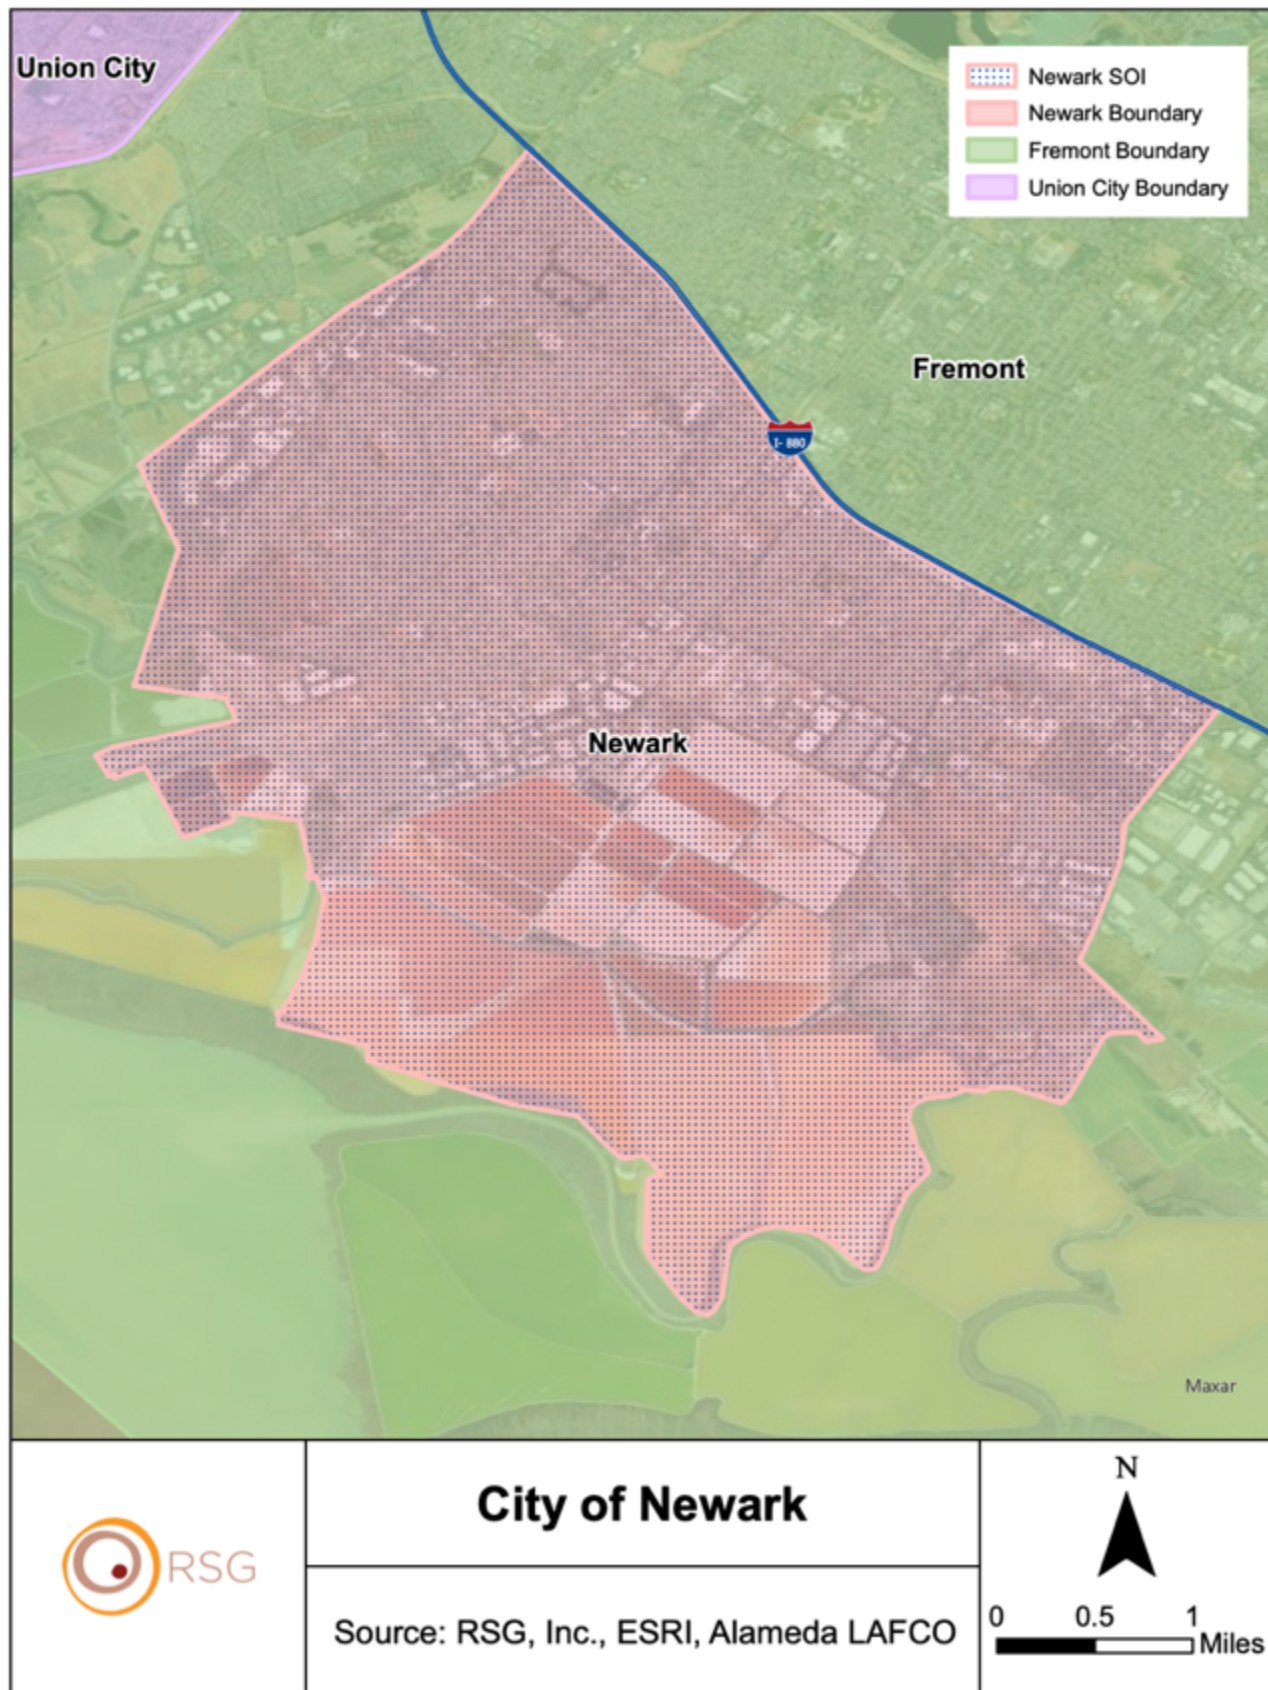 Union City
Newark SOI
Newark Boundary
Fremont Boundary
Union City Boundary
Fremont
I- 880
Newark
Maxar
RSG
City of Newark
Source: RSG, Inc., ESRI, Alameda LAFCO
N
0 0.5 1
Miles